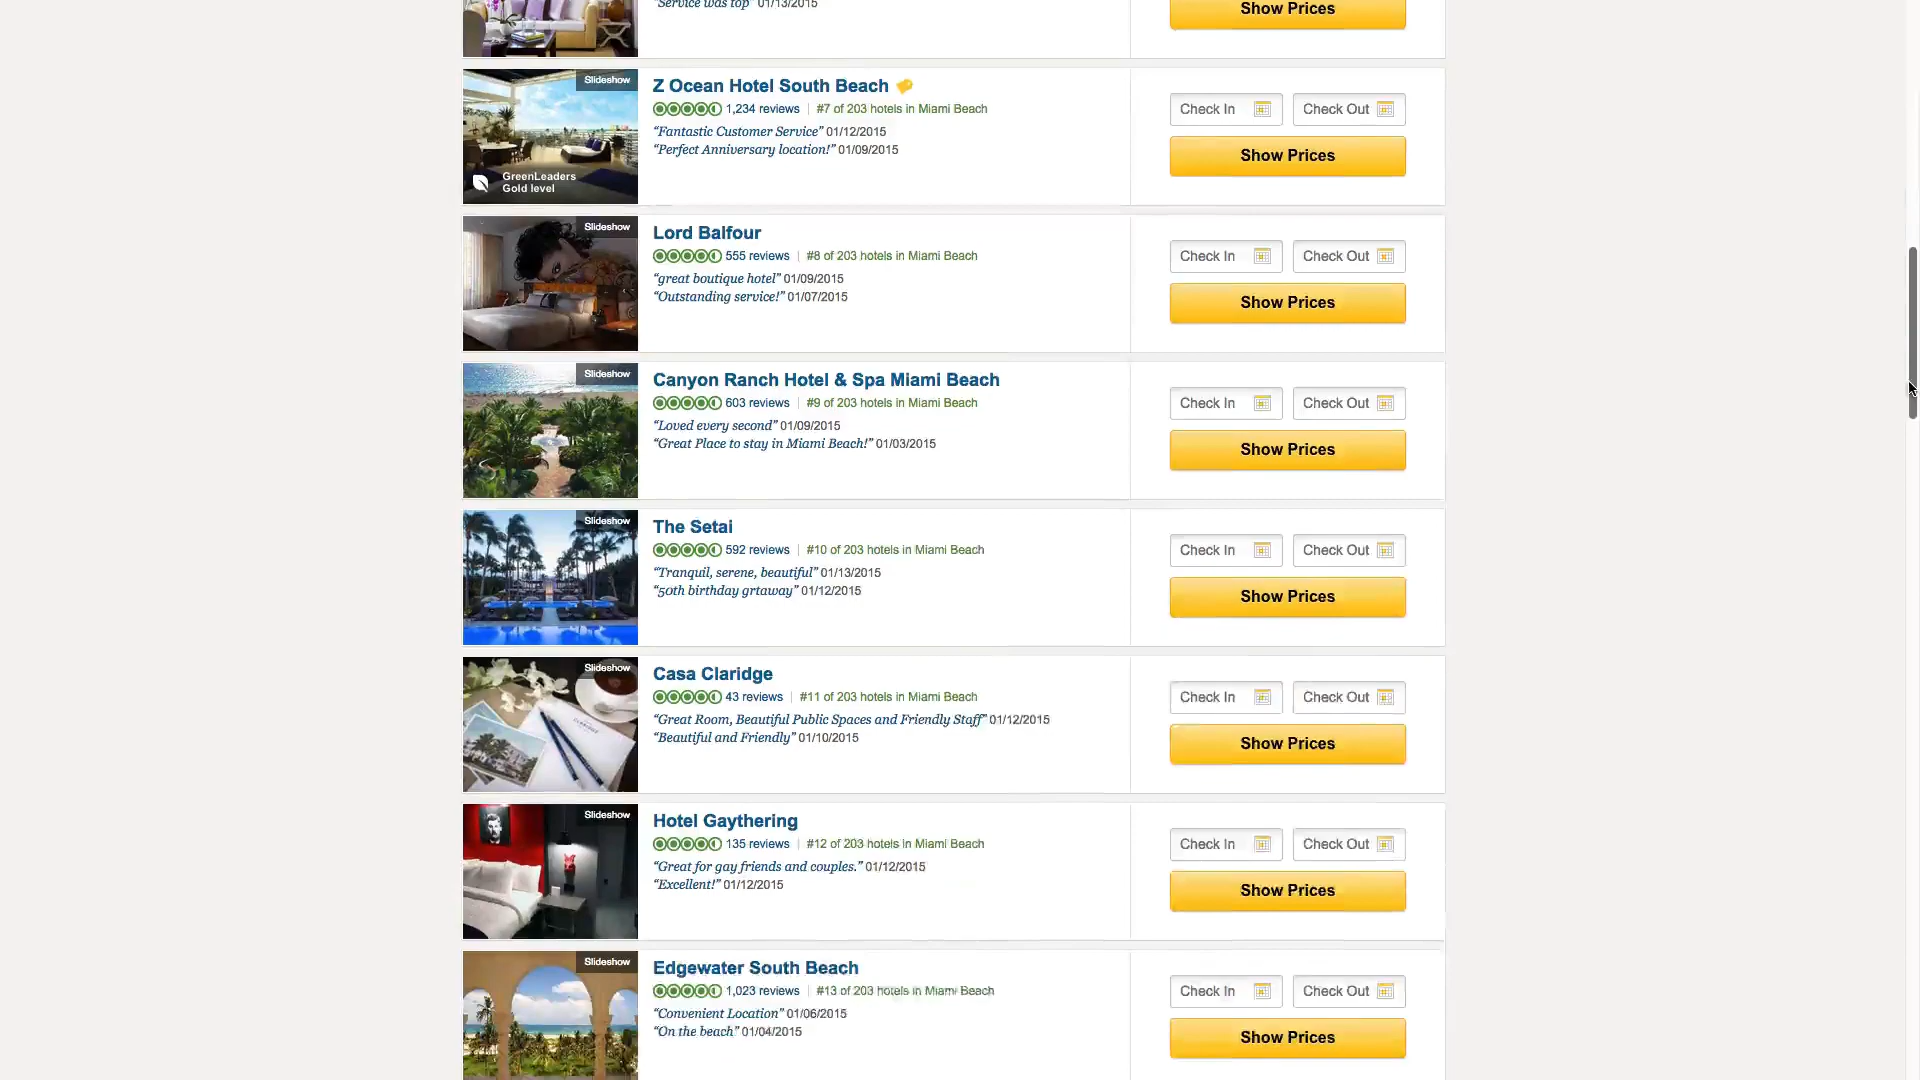 "Service was top" 01/13/2015
Show Prices
Slideshow
GreenLeaders
Gold level
Z Ocean Hotel South Beach
1,234 reviews | #7 of 203 hotels in Miami Beach
“Fantastic Customer Service” 01/12/2015
“Perfect Anniversary location!” 01/09/2015
Check In Check Out
Show Prices
Slideshow
Lord Balfour
555 reviews | #8 of 203 hotels in Miami Beach
“great boutique hotel” 01/09/2015
“Outstanding service!” 01/07/2015
Check In Check Out
Show Prices
Slideshow
Canyon Ranch Hotel & Spa Miami Beach
603 reviews | #9 of 203 hotels in Miami Beach
“Loved every second” 01/09/2015
“Great Place to stay in Miami Beach!” 01/03/2015
Check In Check Out
Show Prices
Slideshow
The Setai
592 reviews | #10 of 203 hotels in Miami Beach
“Tranquil, serene, beautiful” 01/13/2015
“50th birthday grtaway” 01/12/2015
Check In Check Out
Show Prices
Slideshow
Casa Claridge
43 reviews | #11 of 203 hotels in Miami Beach
“Great Room, Beautiful Public Spaces and Friendly Staff” 01/12/2015
“Beautiful and Friendly” 01/10/2015
Check In Check Out
Show Prices
Slideshow
Hotel Gaythering
135 reviews | #12 of 203 hotels in Miami Beach
“Great for gay friends and couples.” 01/12/2015
“Excellent!” 01/12/2015
Check In Check Out
Show Prices
Slideshow
Edgewater South Beach
1,023 reviews | #13 of 203 hotels in Miami Beach
“Convenient Location” 01/06/2015
“On the beach” 01/04/2015
Check In Check Out
Show Prices